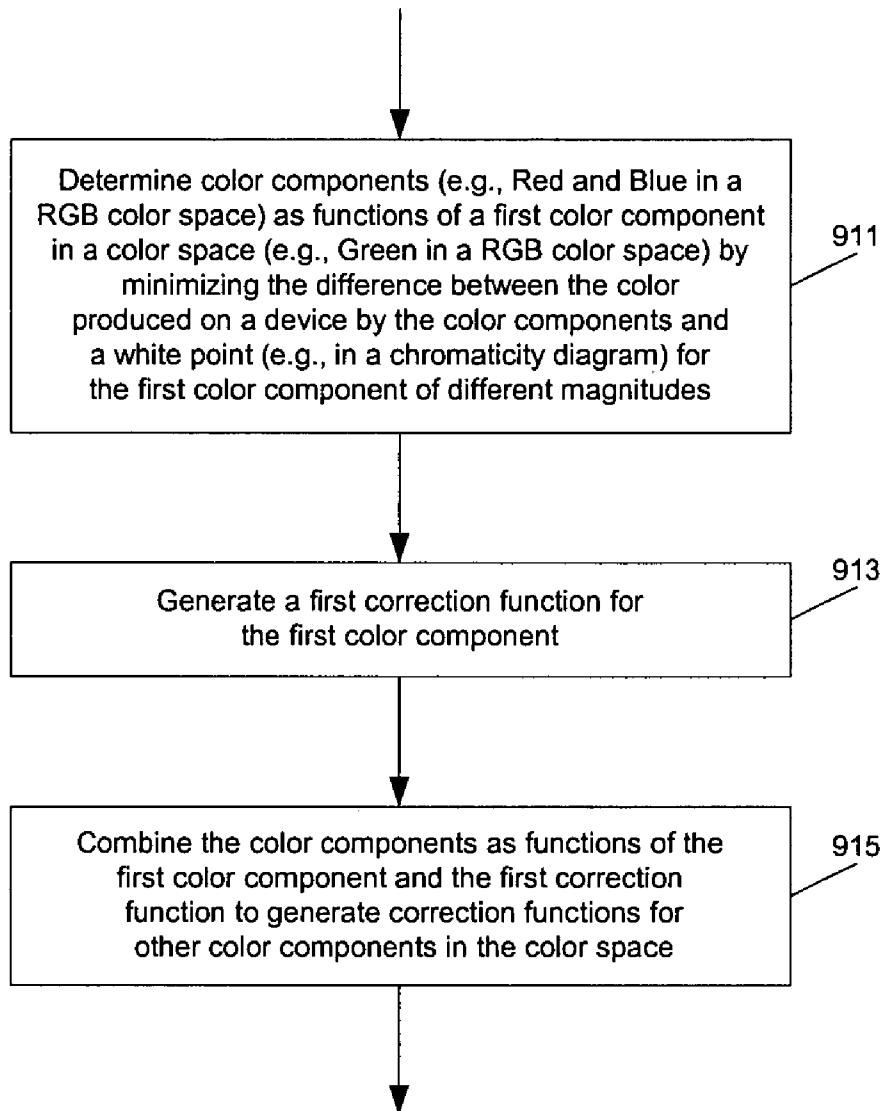 Determine color components (e.g., Red and Blue in a
RGB color space) as functions of a first color component
in a color space (e.g., Green in a RGB color space) by
minimizing the difference between the color
produced on a device by the color components and
a white point (e.g., in a chromaticity diagram) for
the first color component of different magnitudes
911
Generate a first correction function for
the first color component
913
Combine the color components as functions of the
first color component and the first correction
function to generate correction functions for
other color components in the color space
915